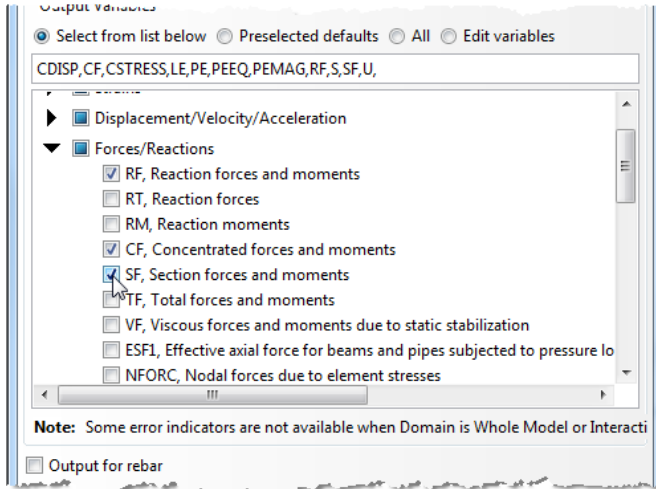 Output Variables
Select from list below Preselected defaults All Edit variables
CDISP,CF,CSTRESS,LE,PE,PEEQ,PEMAG,RF,S,SF,U,
Strains
Displacement/Velocity/Acceleration
Forces/Reactions
RF, Reaction forces and moments
RT, Reaction forces
RM, Reaction moments
CF, Concentrated forces and moments
SF, Section forces and moments
TF, Total forces and moments
VF, Viscous forces and moments due to static stabilization
ESF1, Effective axial force for beams and pipes subjected to pressure lo
NFORC, Nodal forces due to element stresses
Note: Some error indicators are not available when Domain is Whole Model or Interacti
Output for rebar